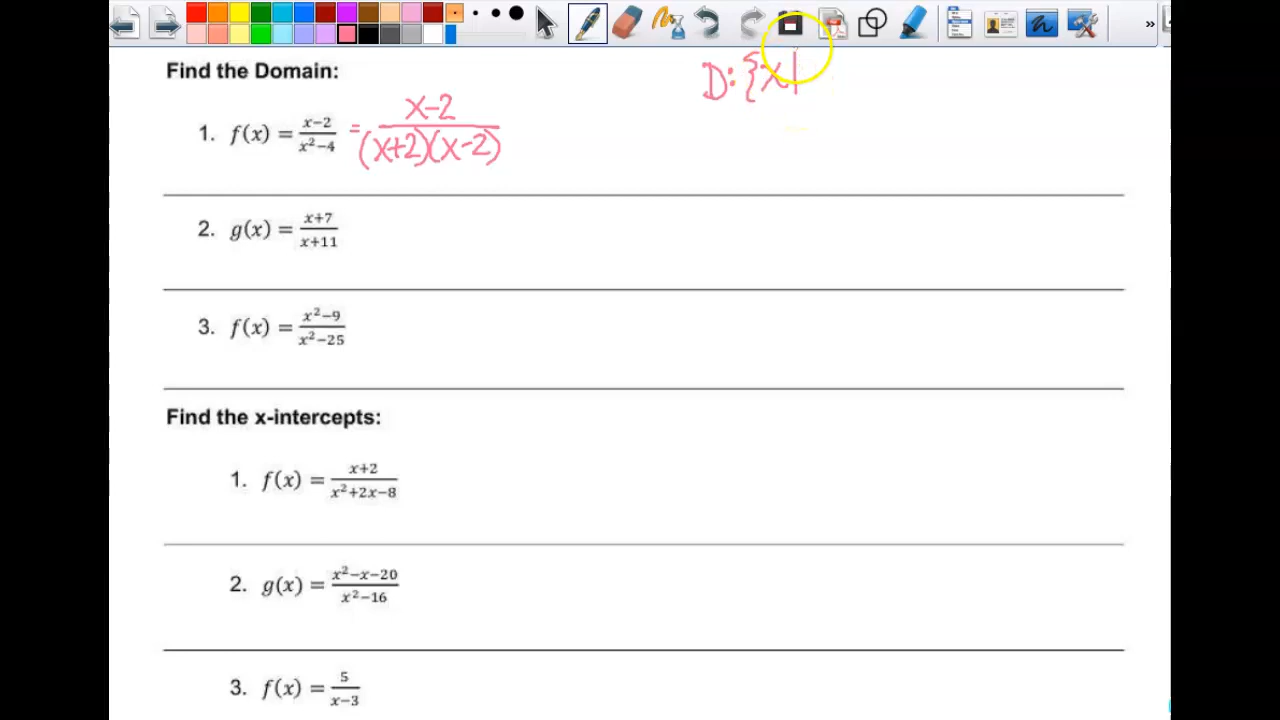 Find the Domain:
D: {x|
1. f(x) = x−2 / x²−4 = x−2 / (x+2)(x−2)
2. g(x) = x+7 / x+11
3. f(x) = x²−9 / x²−25
Find the x-intercepts:
1. f(x) = x+2 / x²+2x−8
2. g(x) = x²−x−20 / x²−16
3. f(x) = 5 / x−3